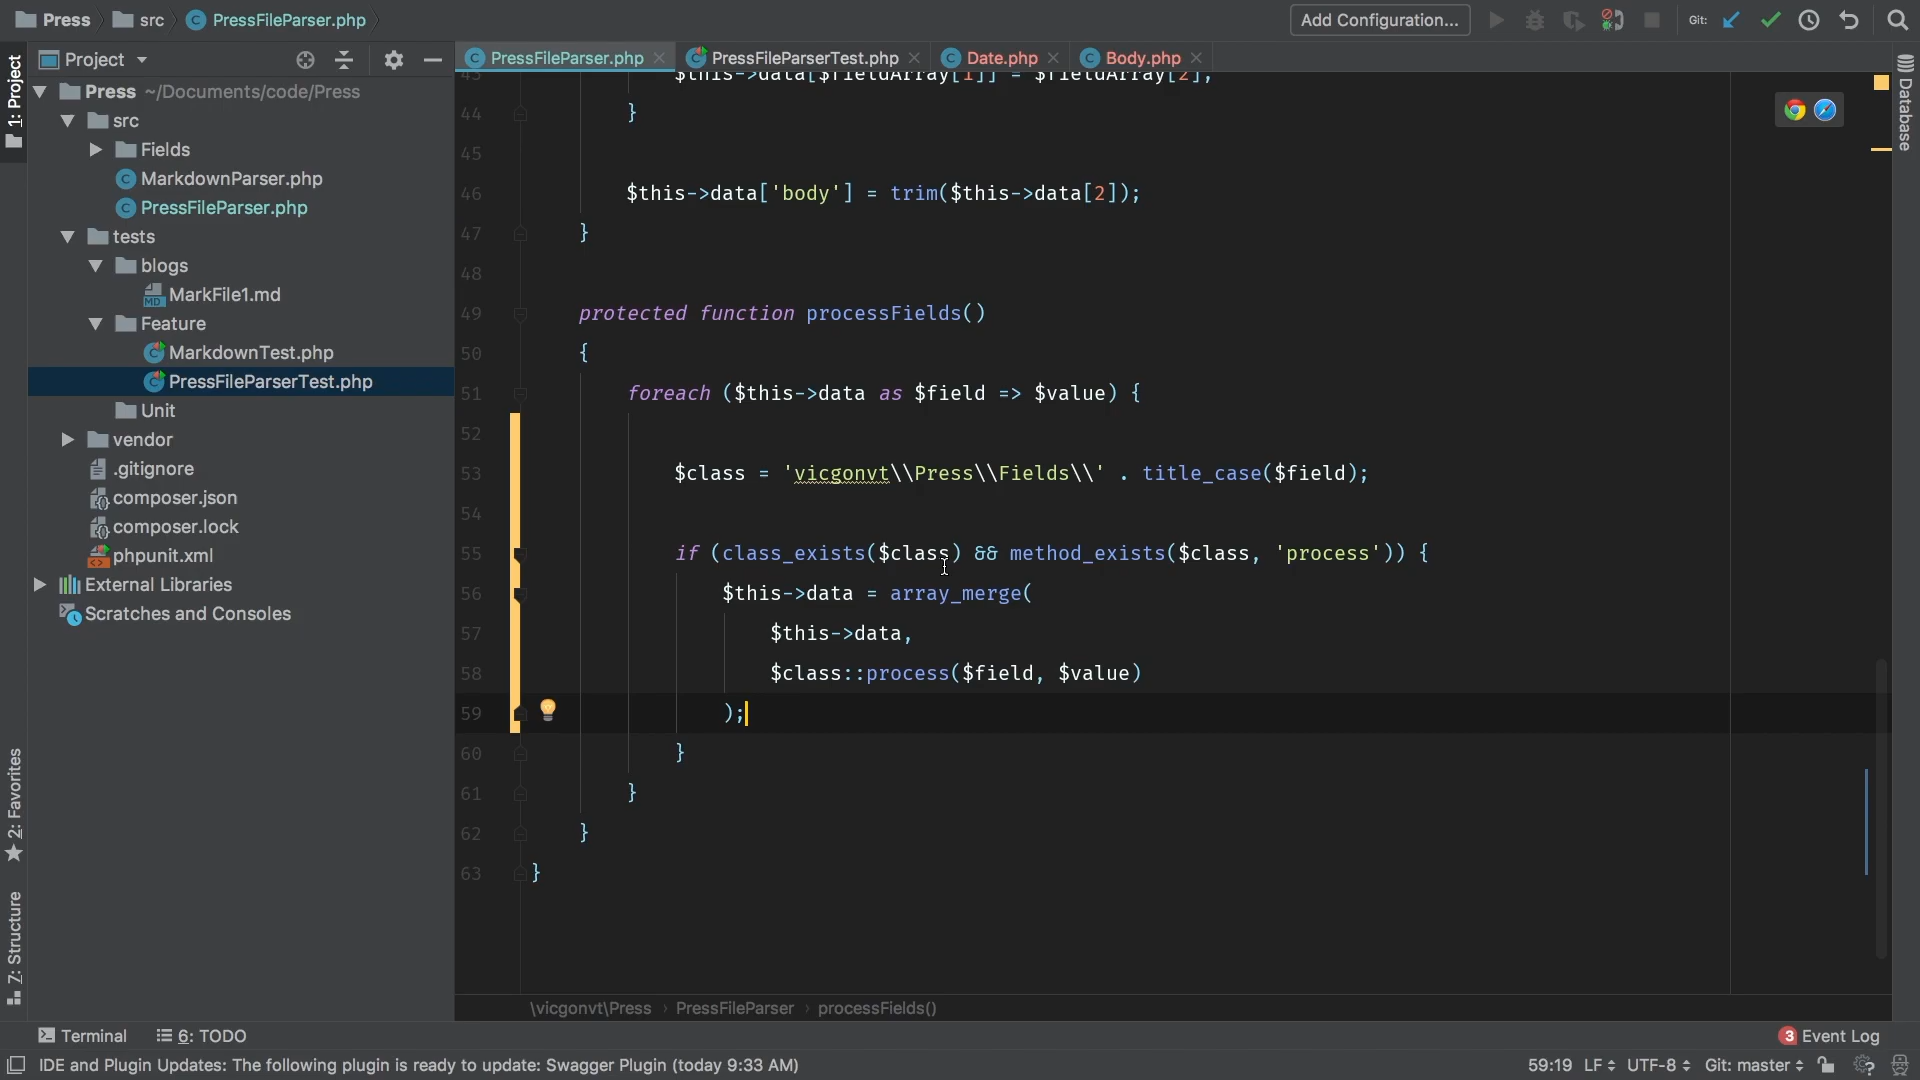 Press
src
PressFileParser.php
Add Configuration...
Git:
1: Project
Project
PressFileParser.php
PressFileParserTest.php
Date.php
Body.php
Database
Press ~/Documents/code/Press
src
Fields
MarkdownParser.php
PressFileParser.php
tests
blogs
MarkFile1.md
Feature
MarkdownTest.php
PressFileParserTest.php
Unit
vendor
.gitignore
composer.json
composer.lock
phpunit.xml
External Libraries
Scratches and Consoles
43 $this->data[$fieldArray[1]] = $fieldArray[2];
44 }
45
46 $this->data['body'] = trim($this->data[2]);
47 }
48
49 protected function processFields()
50 {
51 foreach ($this->data as $field => $value) {
52
53 $class = 'vicgonvt\\Press\\Fields\\' . title_case($field);
54
55 if (class_exists($class) && method_exists($class, 'process')) {
56 $this->data = array_merge(
57 $this->data,
58 $class::process($field, $value)
59 );
60 }
61 }
62 }
63 }
2: Favorites
Z: Structure
\vicgonvt\Press › PressFileParser › processFields()
Terminal
6: TODO
3 Event Log
IDE and Plugin Updates: The following plugin is ready to update: Swagger Plugin (today 9:33 AM)
59:19 LF UTF-8 Git: master